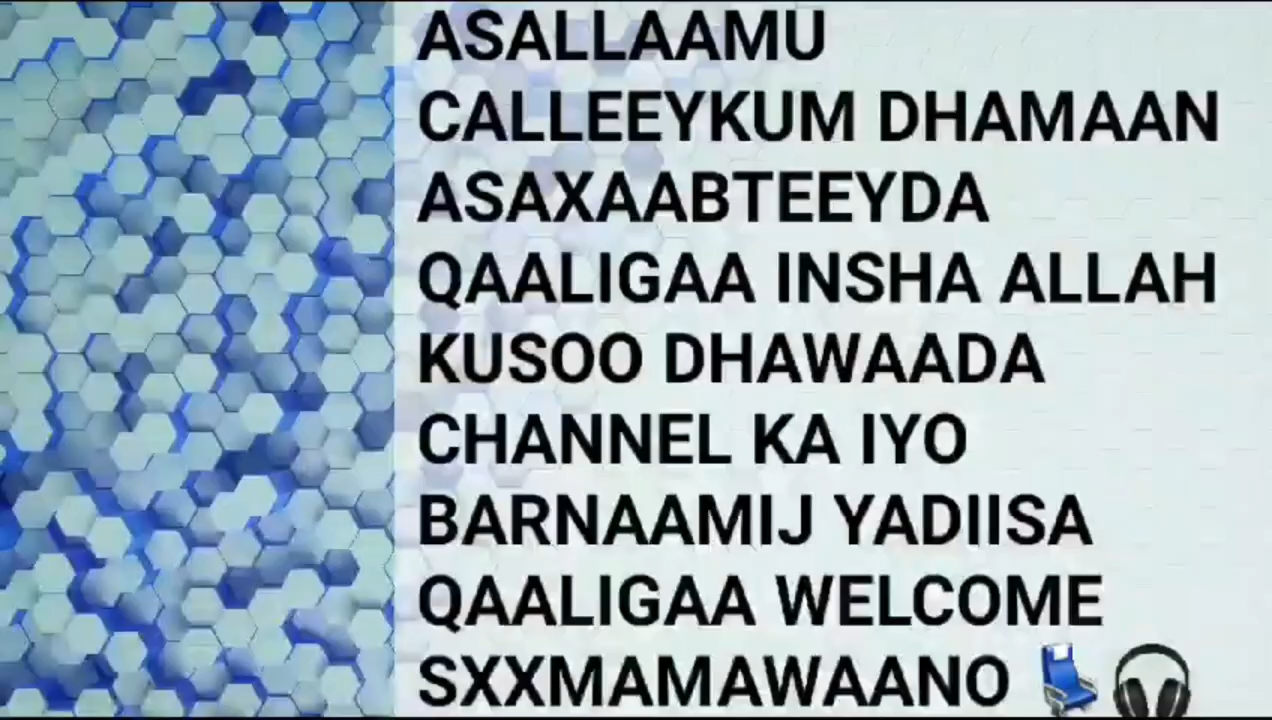 ASALLAAMU
CALLEEYKUM DHAMAAN
ASAXAABTEEYDA
QAALIGAA INSHA ALLAH
KUSOO DHAWAADA
CHANNEL KA IYO
BARNAAMIJ YADIISA
QAALIGAA WELCOME
SXXMAMAWAANO 💺 🎧